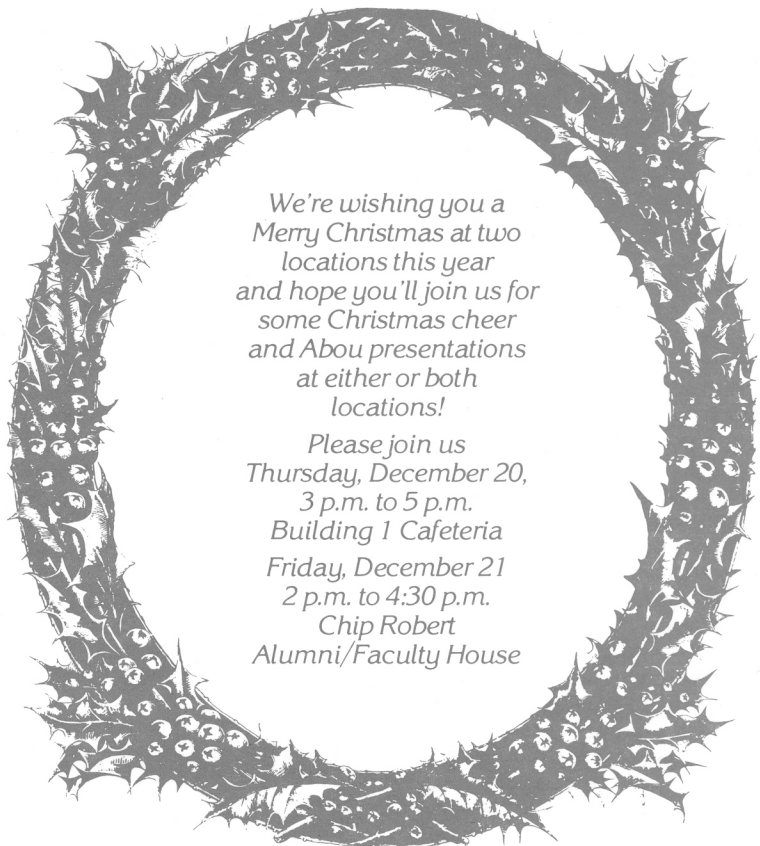 We're wishing you a
Merry Christmas at two
locations this year
and hope you'll join us for
some Christmas cheer
and Abou presentations
at either or both
locations!
Please join us
Thursday, December 20,
3 p.m. to 5 p.m.
Building 1 Cafeteria
Friday, December 21
2 p.m. to 4:30 p.m.
Chip Robert
Alumni/Faculty House